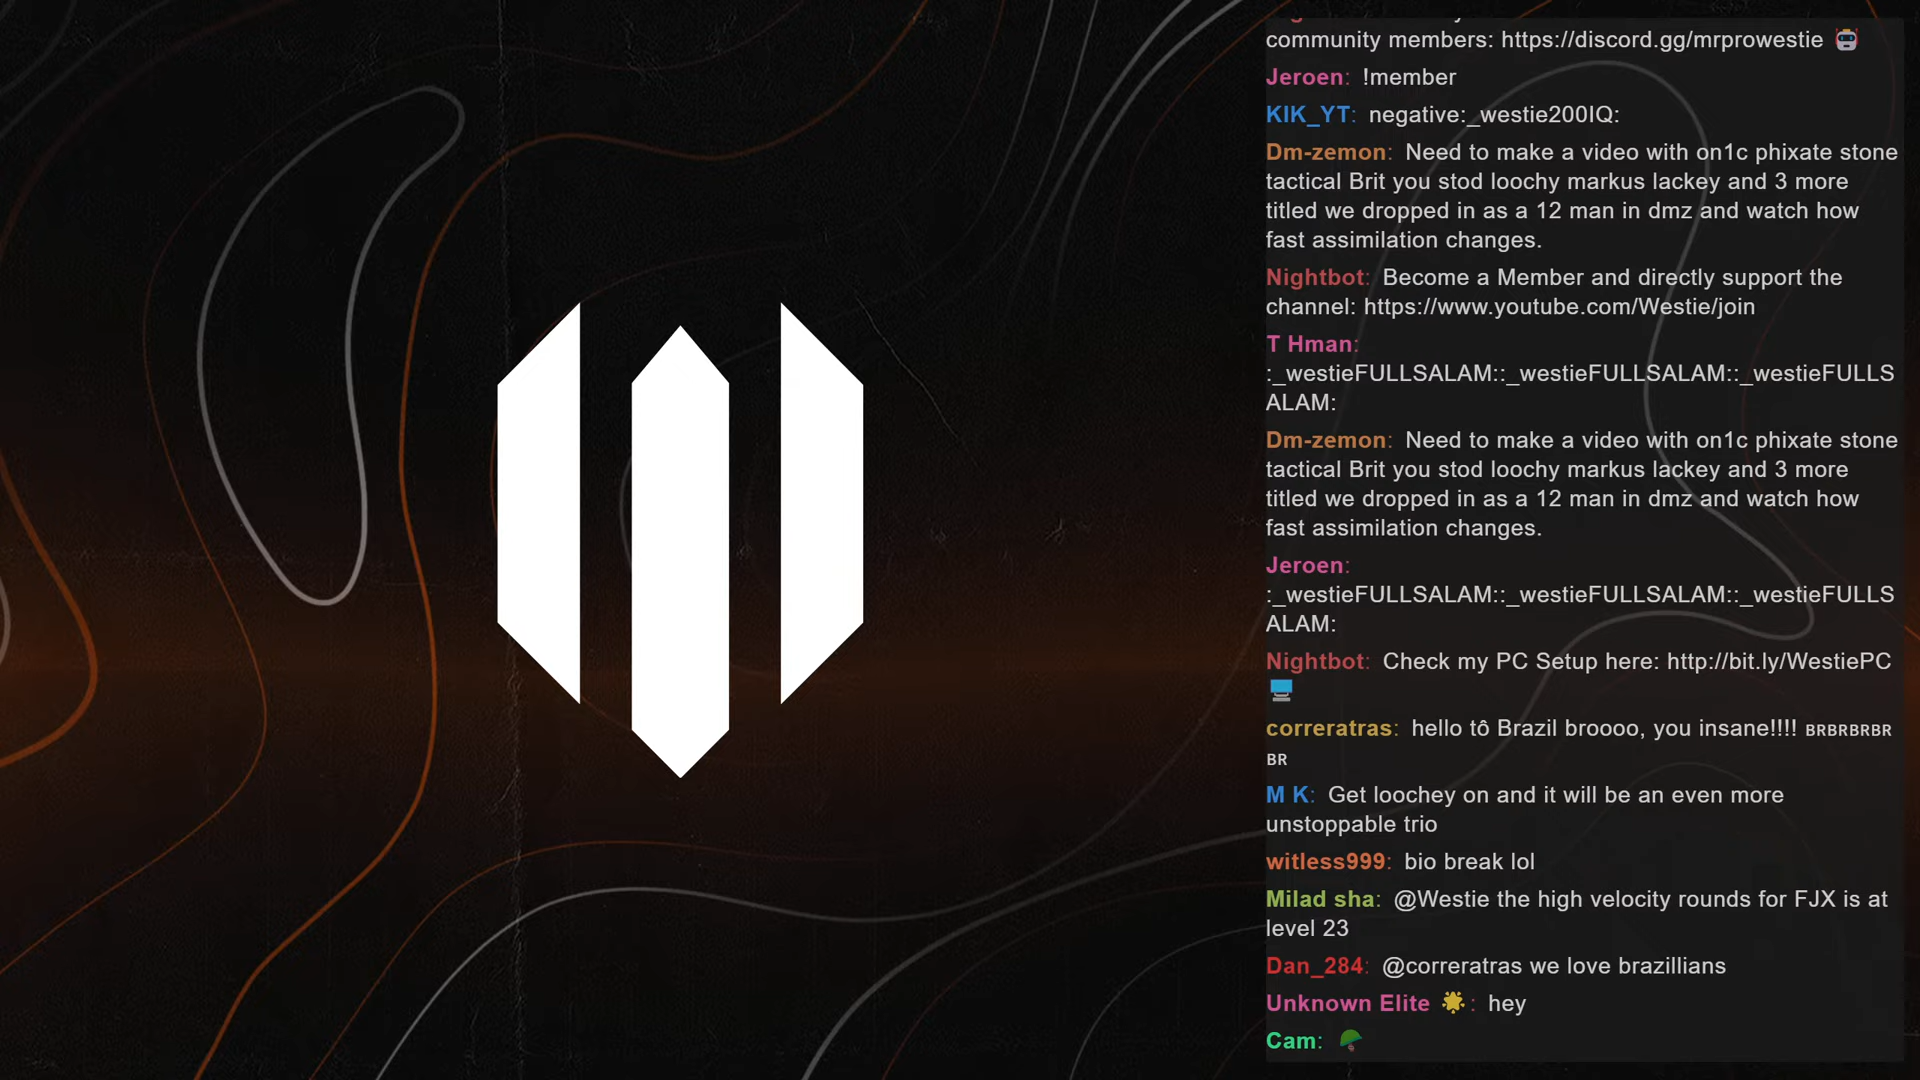 community members: https://discord.gg/mrprowestie
Jeroen: !member
KIK_YT: negative:_westie200IQ:
Dm-zemon: Need to make a video with on1c phixate stone
tactical Brit you stod loochy markus lackey and 3 more
titled we dropped in as a 12 man in dmz and watch how
fast assimilation changes.
Nightbot: Become a Member and directly support the
channel: https://www.youtube.com/Westie/join
T Hman:
:_westieFULLSALAM::_westieFULLSALAM::_westieFULLS
ALAM:
Dm-zemon: Need to make a video with on1c phixate stone
tactical Brit you stod loochy markus lackey and 3 more
titled we dropped in as a 12 man in dmz and watch how
fast assimilation changes.
Jeroen:
:_westieFULLSALAM::_westieFULLSALAM::_westieFULLS
ALAM:
Nightbot: Check my PC Setup here: http://bit.ly/WestiePC
correratras: hello tô Brazil broooo, you insane!!!! BRBRBRBR
BR
M K: Get loochey on and it will be an even more
unstoppable trio
witless999: bio break lol
Milad sha: @Westie the high velocity rounds for FJX is at
level 23
Dan_284: @correratras we love brazillians
Unknown Elite : hey
Cam: